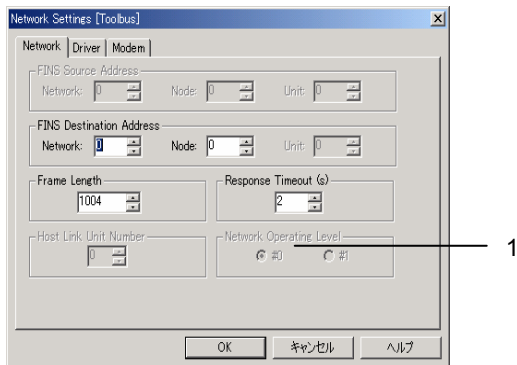 Network Settings [Toolbus]
Network Driver Modem
FINS Source Address
Network: 0 Node: 0 Unit: 0
FINS Destination Address
Network: 0 Node: 0 Unit: 0
Frame Length Response Timeout (s)
1004 2
Host Link Unit Number Network Operating Level
0 #0 #1
1
OK キャンセル ヘルプ